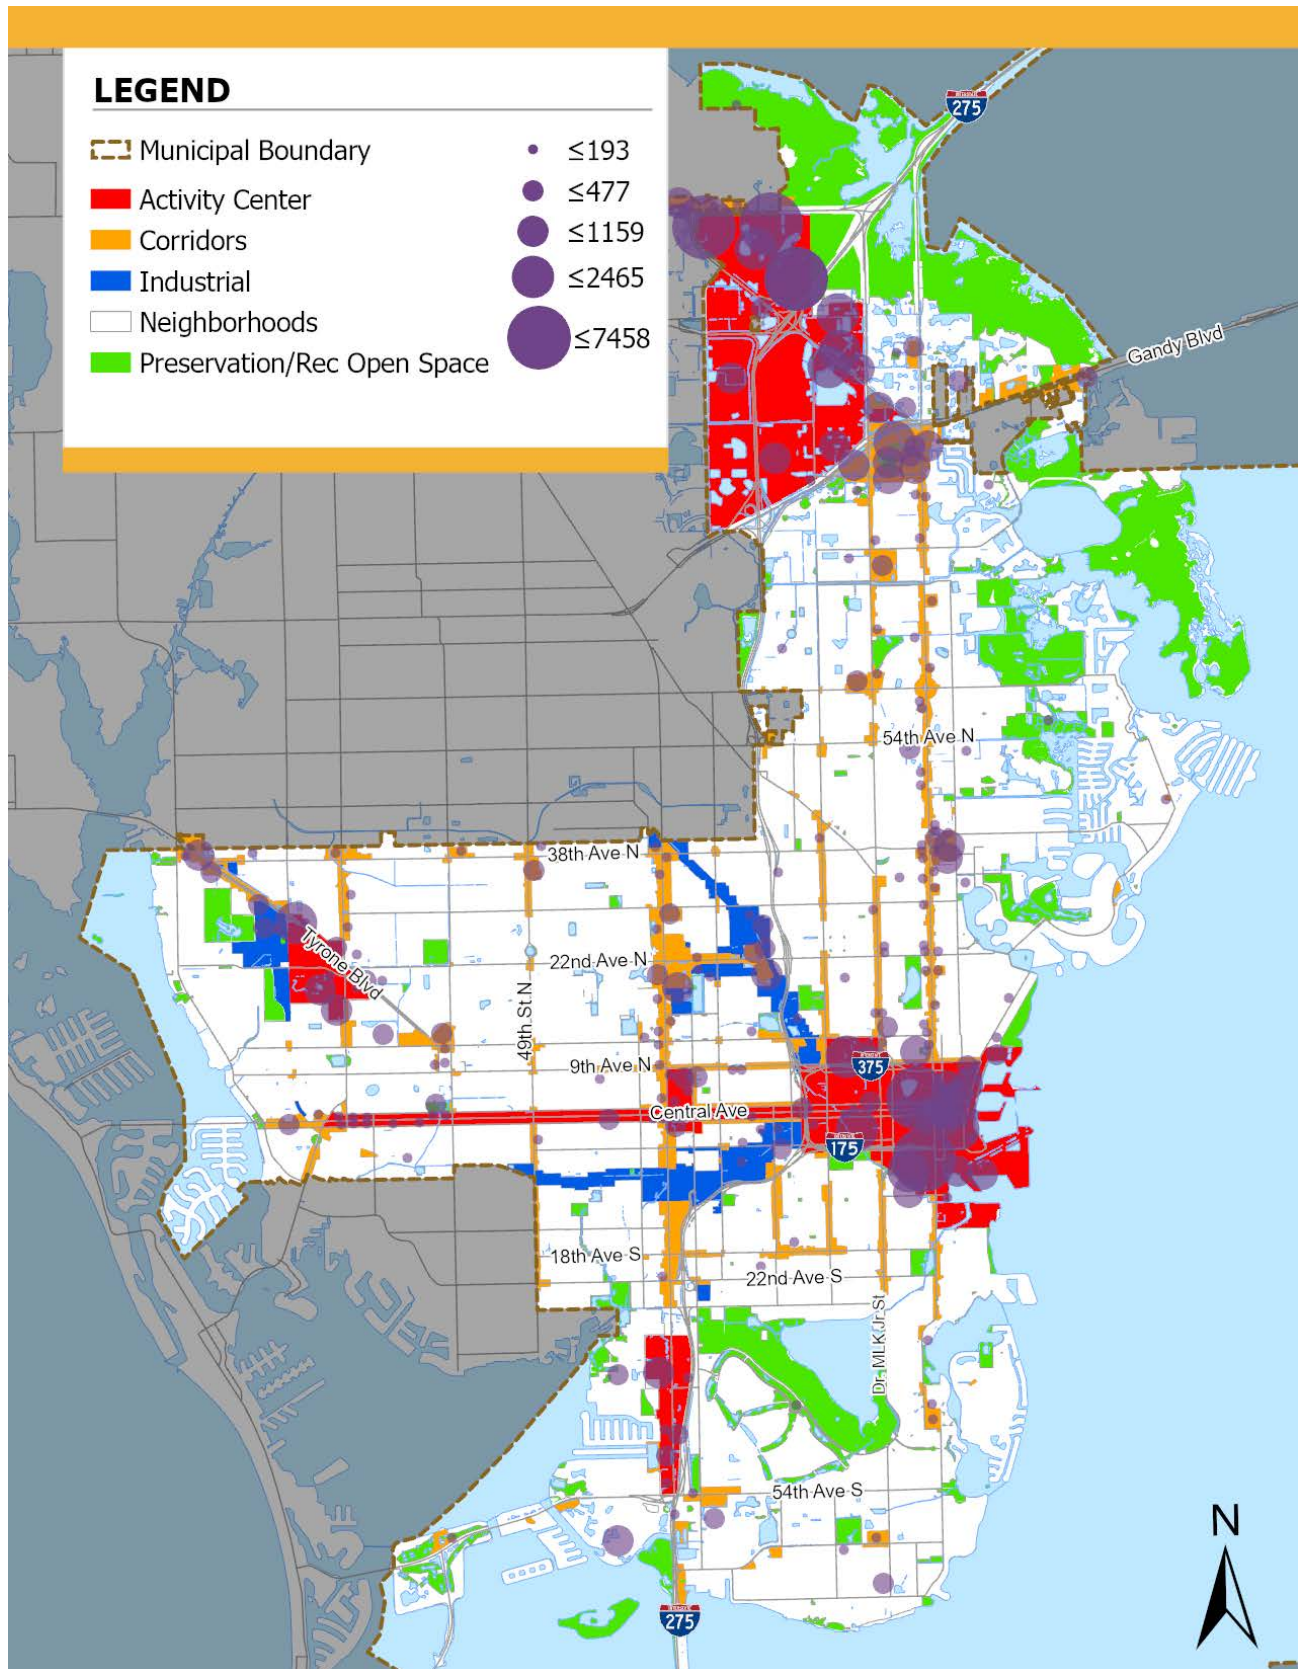 LEGEND
Municipal Boundary
Activity Center
Corridors
Industrial
Neighborhoods
Preservation/Rec Open Space
≤193
≤477
≤1159
≤2465
≤7458
275
Gandy Blvd
54th Ave N
38th Ave N
Tyrone Blvd
22nd Ave N
49th St N
9th Ave N
375
Central Ave
175
18th Ave S
22nd Ave S
Dr. MLK Jr St
54th Ave S
N
275